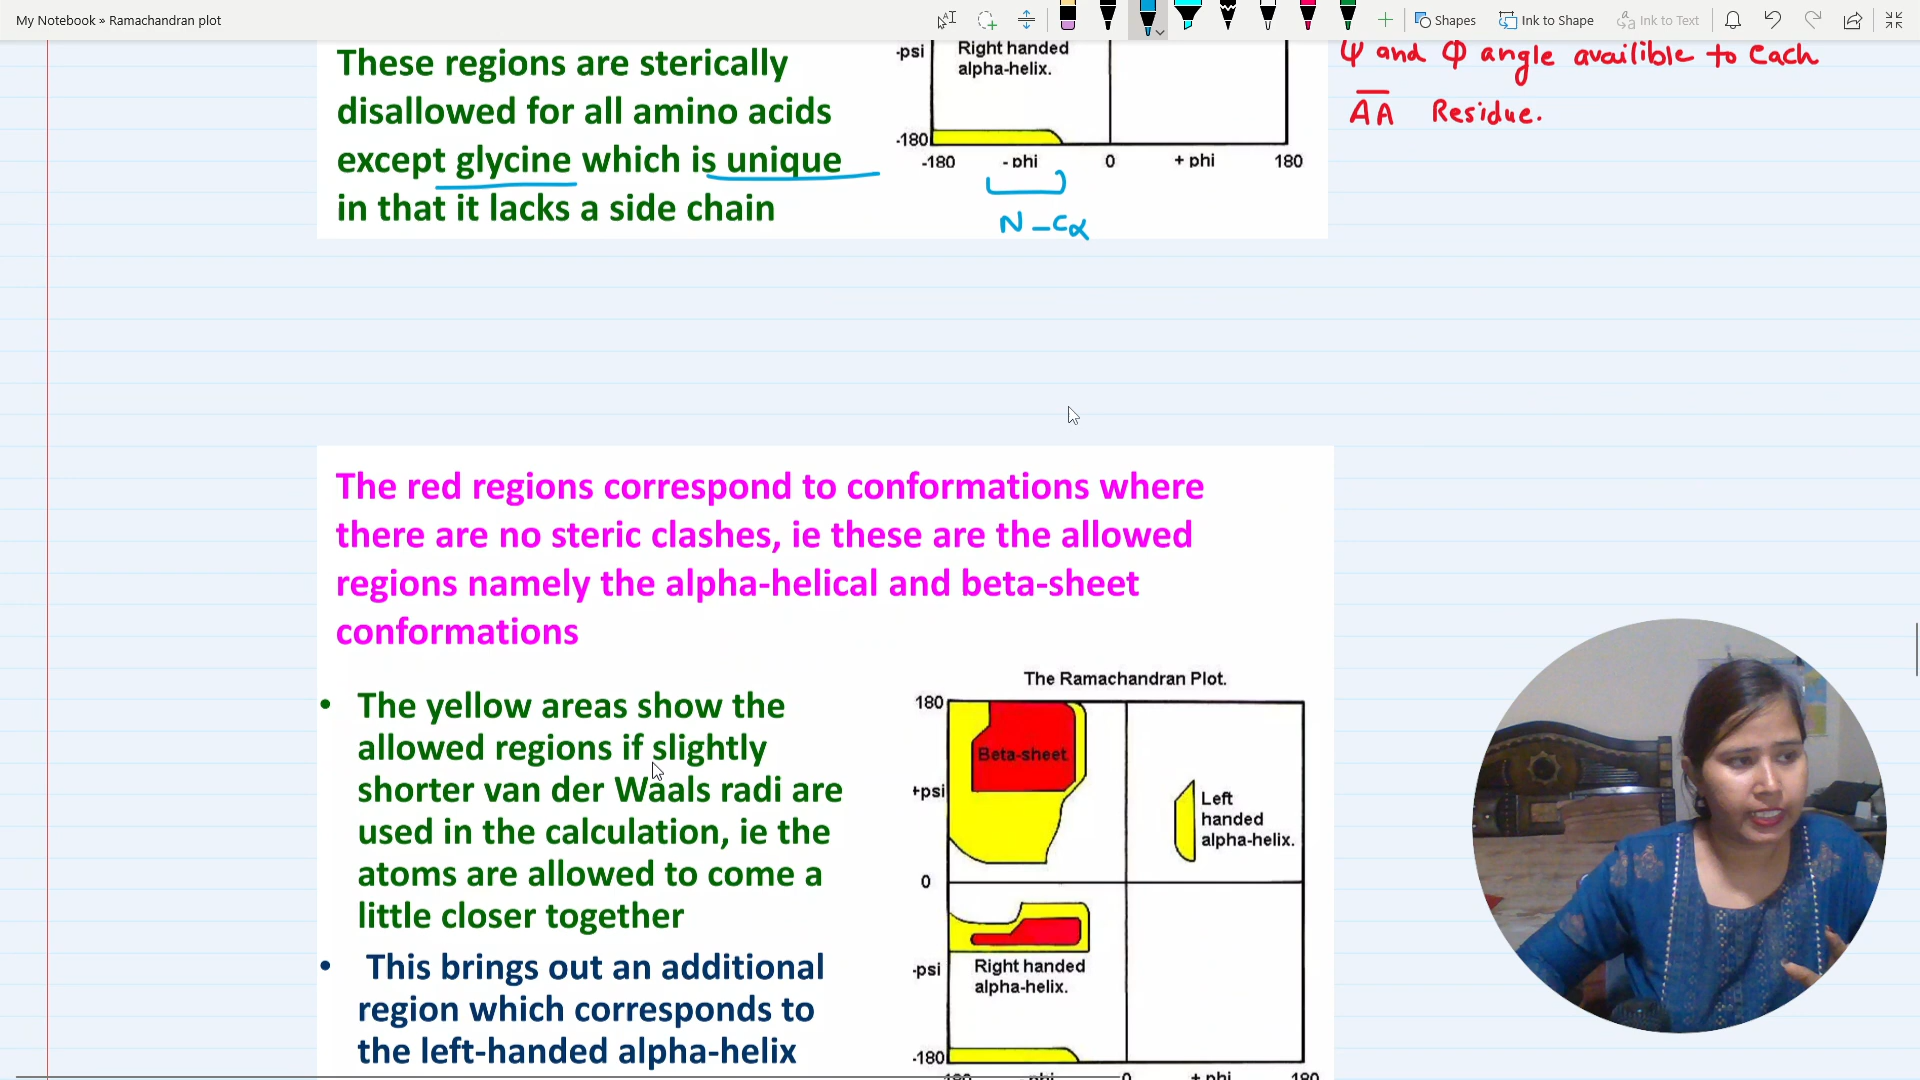 My Notebook » Ramachandran plot
Shapes
Ink to Shape
Ink to Text
These regions are sterically
disallowed for all amino acids
except glycine which is unique
in that it lacks a side chain
-psi
Right handed
alpha-helix.
-180
-180 - phi 0 + phi 180
N - Cα
Ψ and Φ angle availible to Each
AA Residue.
The red regions correspond to conformations where
there are no steric clashes, ie these are the allowed
regions namely the alpha-helical and beta-sheet
conformations
• The yellow areas show the
allowed regions if slightly
shorter van der Waals radi are
used in the calculation, ie the
atoms are allowed to come a
little closer together
• This brings out an additional
region which corresponds to
the left-handed alpha-helix
The Ramachandran Plot.
180
Beta-sheet
+psi
Left
handed
alpha-helix.
0
-psi
Right handed
alpha-helix.
-180
-180 - phi 0 + phi 180